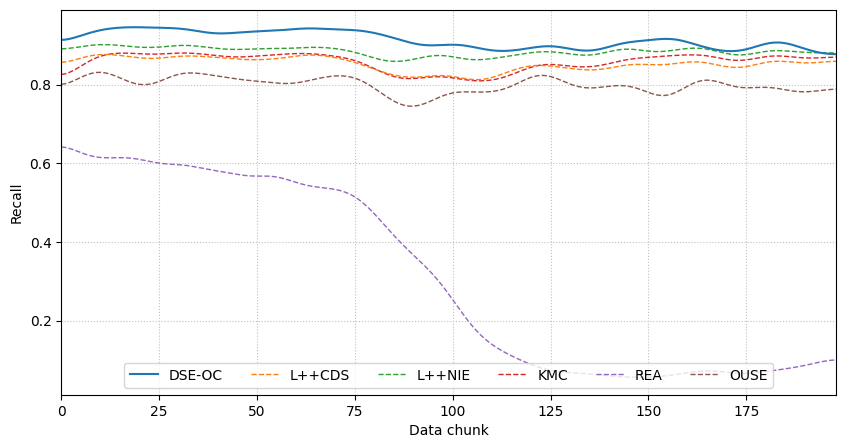 Recall
0.8
0.6
0.4
0.2
DSE-OC L++CDS L++NIE KMC REA OUSE
0 25 50 75 100 125 150 175
Data chunk